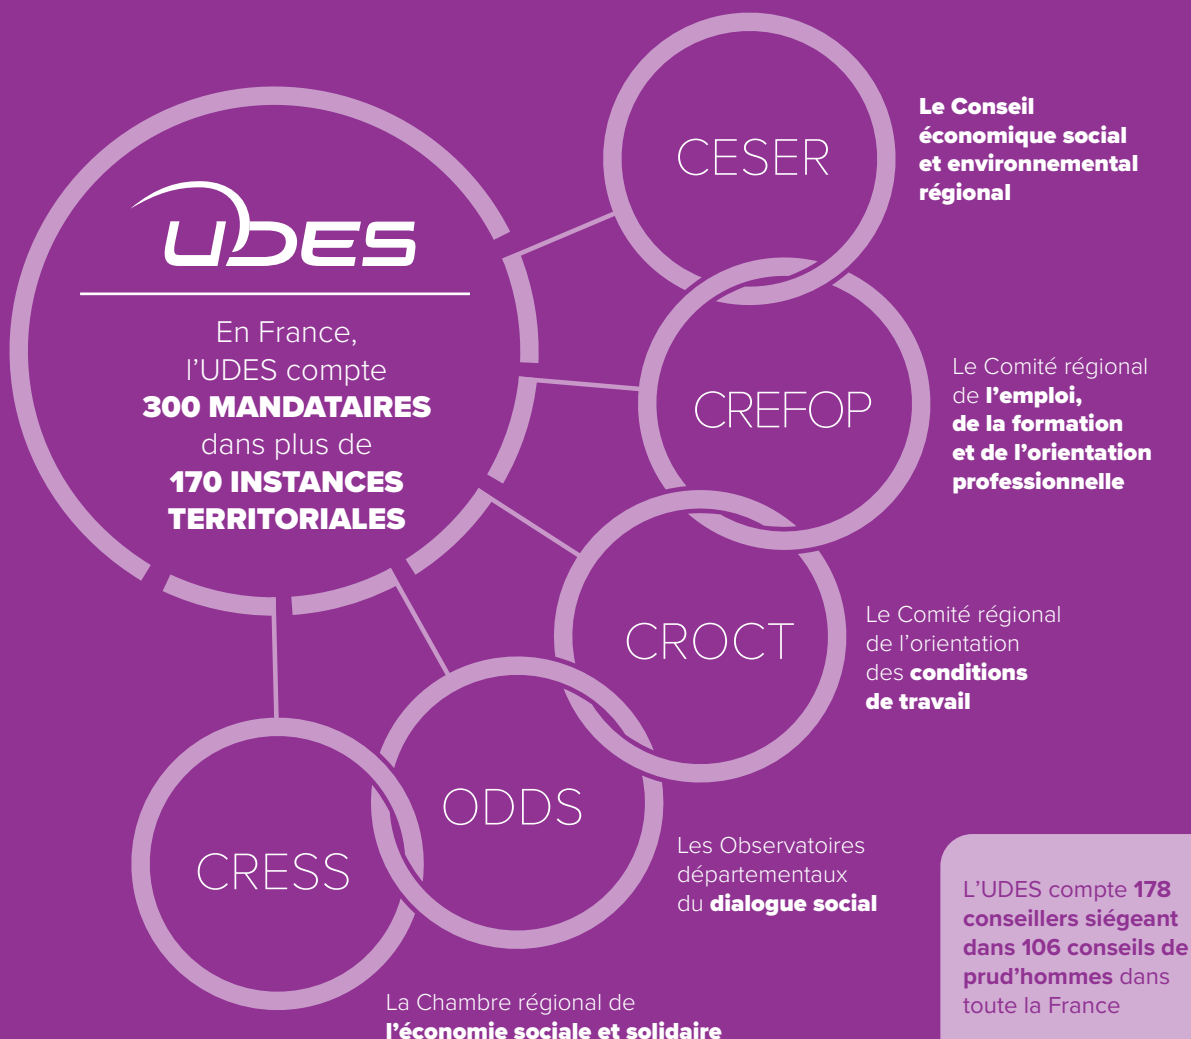 UDES
En France,
l'UDES compte
300 MANDATAIRES
dans plus de
170 INSTANCES
TERRITORIALES
CESER
Le Conseil
économique social
et environnemental
régional
CREFOP
Le Comité régional
de l'emploi,
de la formation
et de l'orientation
professionnelle
CROCT
Le Comité régional
de l'orientation
des conditions
de travail
ODDS
Les Observatoires
départementaux
du dialogue social
CRESS
La Chambre régional de
l'économie sociale et solidaire
L'UDES compte 178
conseillers siégeant
dans 106 conseils de
prud'hommes dans
toute la France